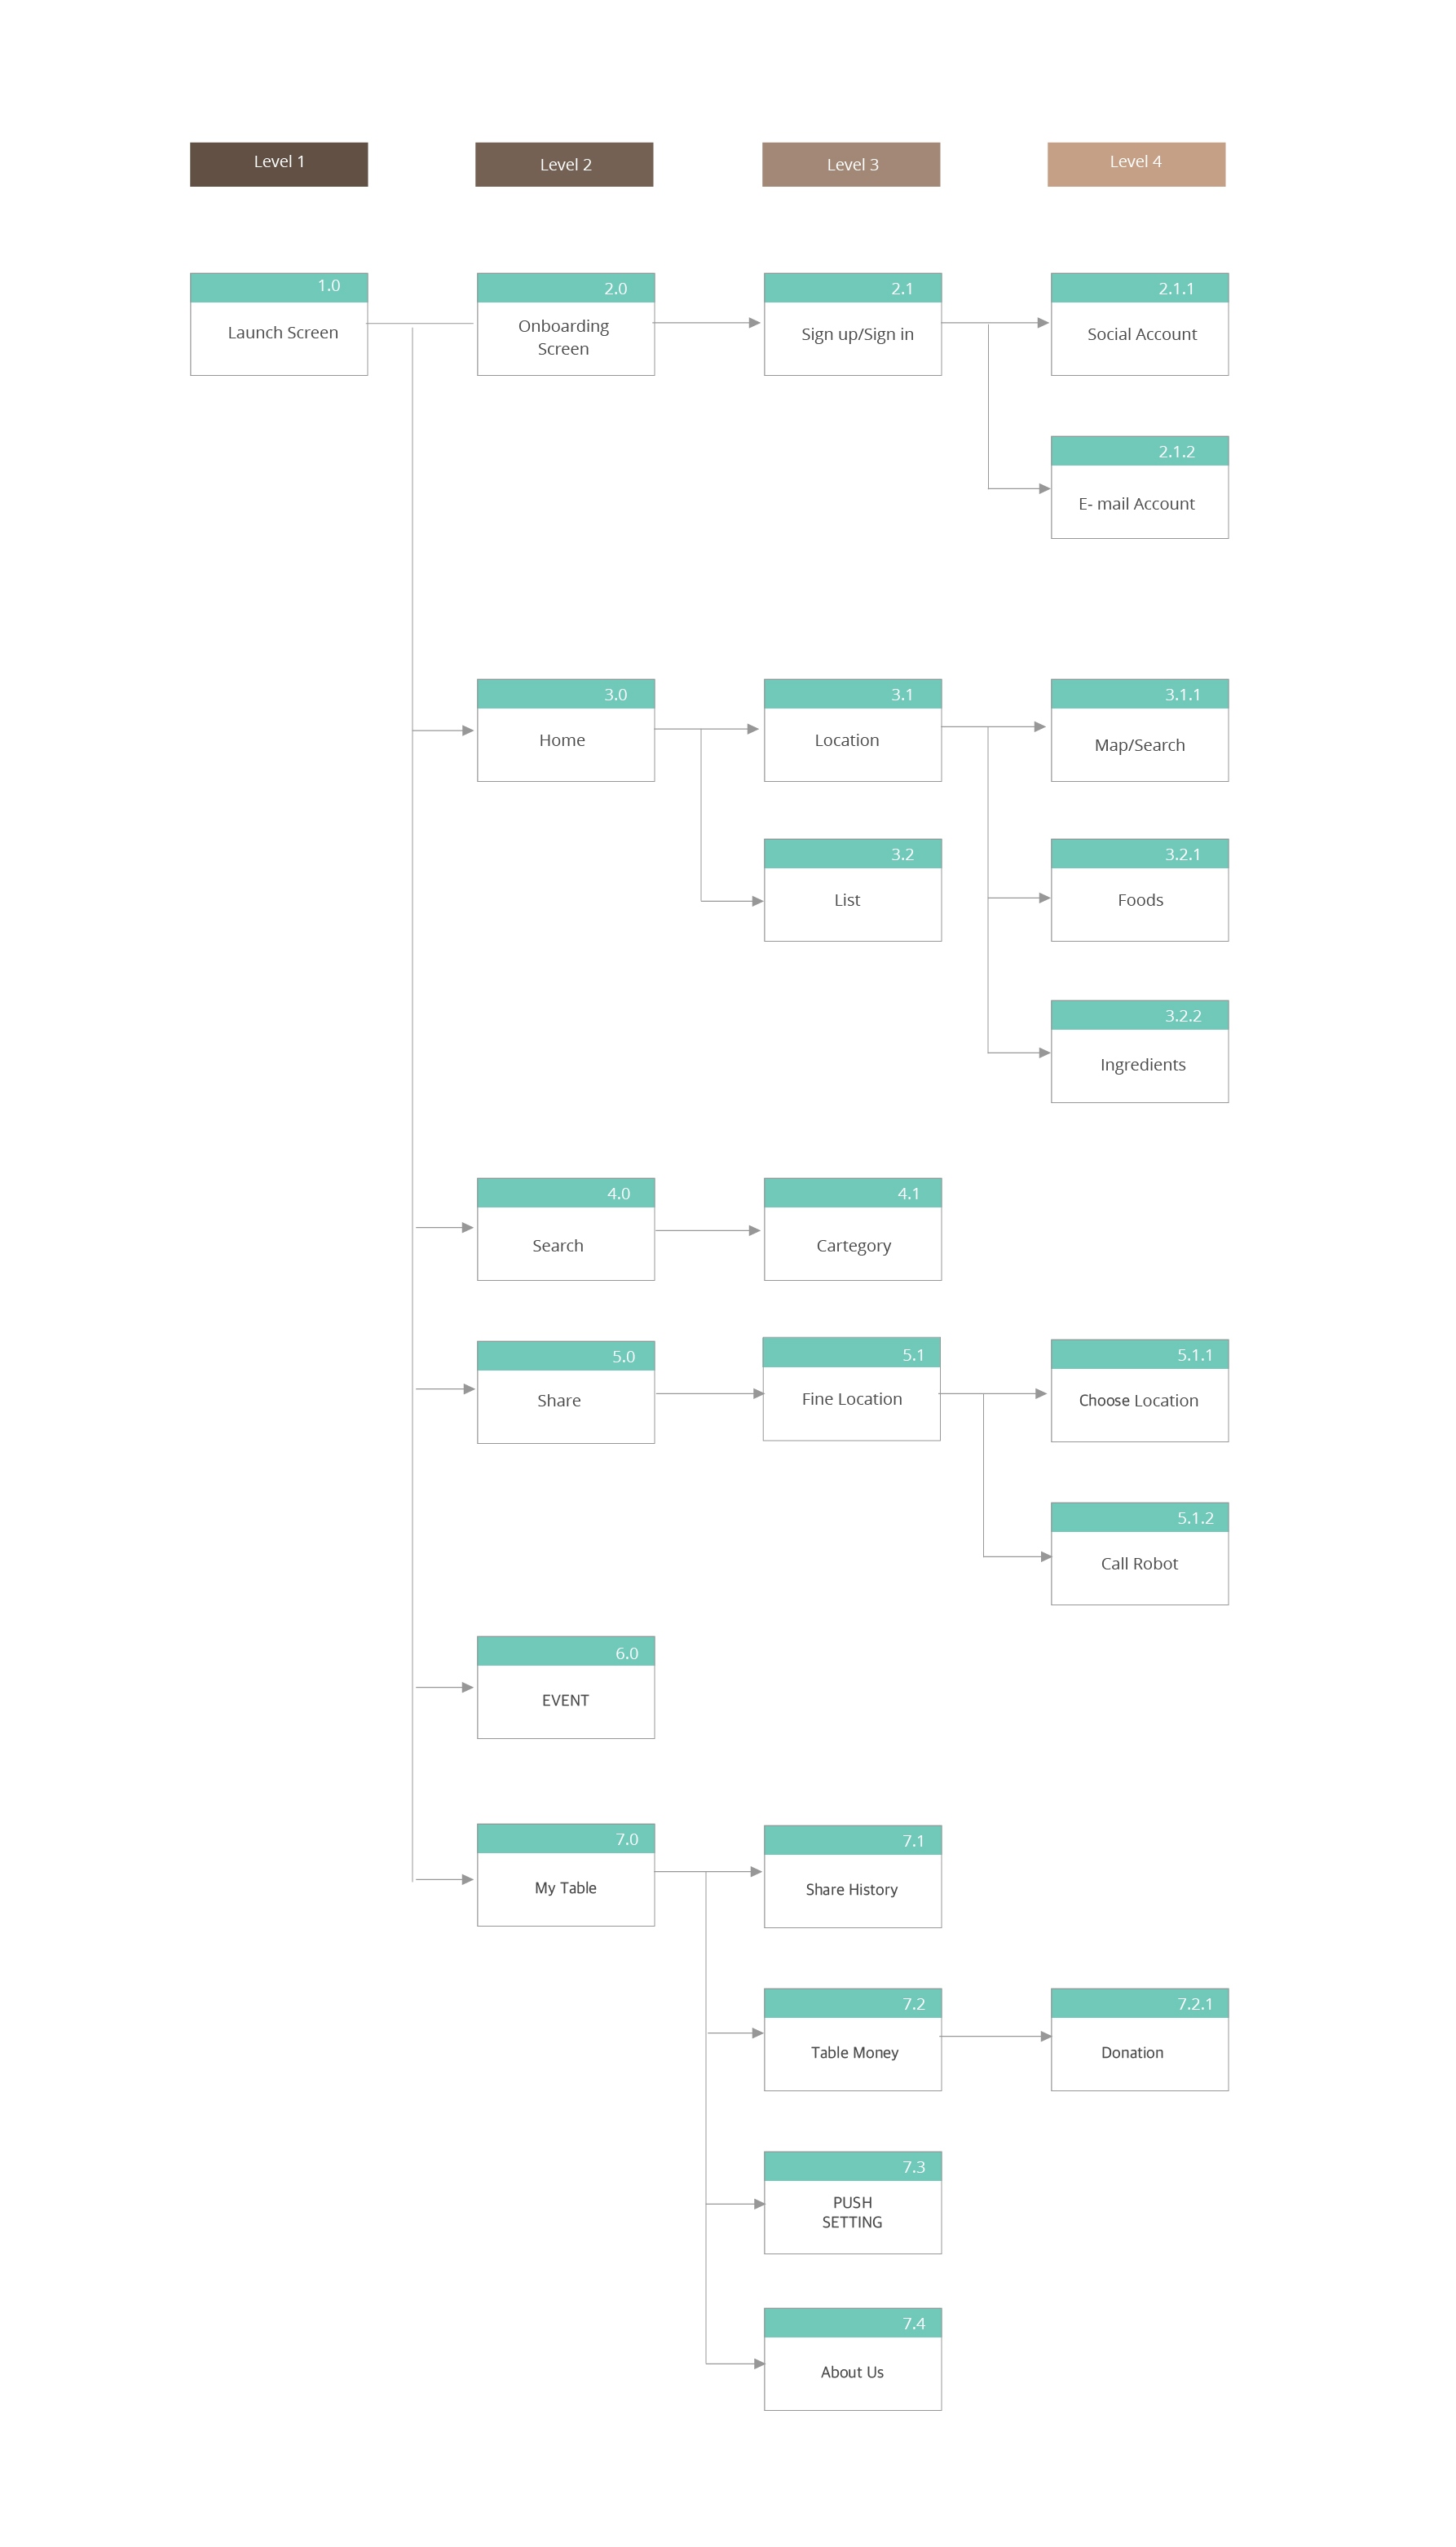 Level 1
Level 2
Level 3
Level 4
1.0
Launch Screen
2.0
Onboarding
Screen
2.1
Sign up/Sign in
2.1.1
Social Account
2.1.2
E- mail Account
3.0
Home
3.1
Location
3.1.1
Map/Search
3.2
List
3.2.1
Foods
3.2.2
Ingredients
4.0
Search
4.1
Cartegory
5.0
Share
5.1
Fine Location
5.1.1
Choose Location
5.1.2
Call Robot
6.0
EVENT
7.0
My Table
7.1
Share History
7.2
Table Money
7.2.1
Donation
7.3
PUSH
SETTING
7.4
About Us